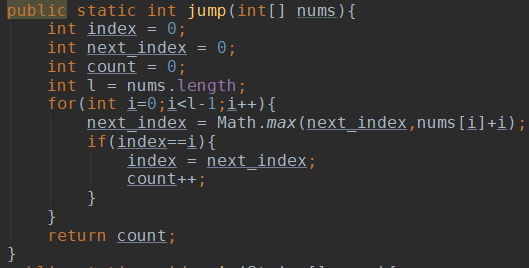 public static int jump(int[] nums){
    int index = 0;
    int next_index = 0;
    int count = 0;
    int l = nums.length;
    for(int i=0;i<l-1;i++){
        next_index = Math.max(next_index,nums[i]+i);
        if(index==i){
            index = next_index;
            count++;
        }
    }
    return count;
}